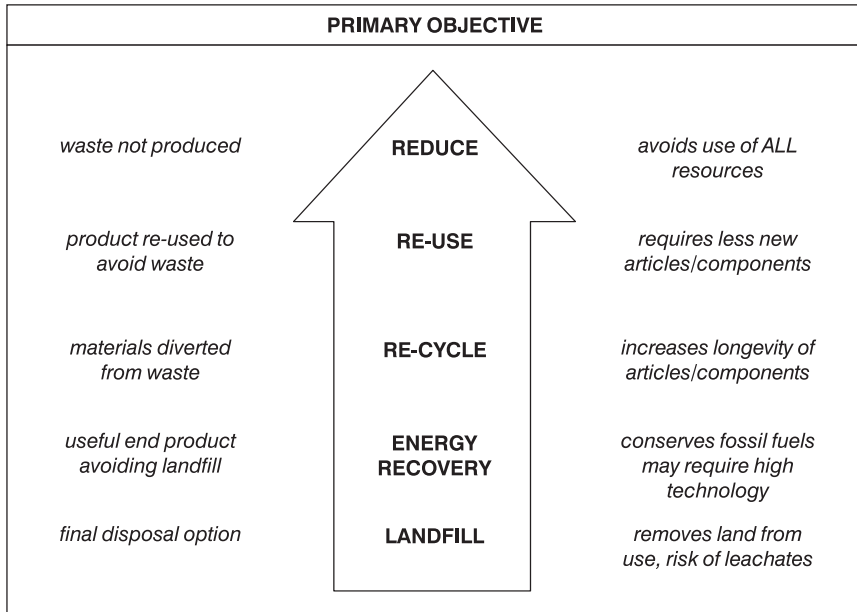 PRIMARY OBJECTIVE
waste not produced
REDUCE
avoids use of ALL
resources
product re-used to
avoid waste
RE-USE
requires less new
articles/components
materials diverted
from waste
RE-CYCLE
increases longevity of
articles/components
useful end product
avoiding landfill
ENERGY
RECOVERY
conserves fossil fuels
may require high
technology
final disposal option
LANDFILL
removes land from
use, risk of leachates